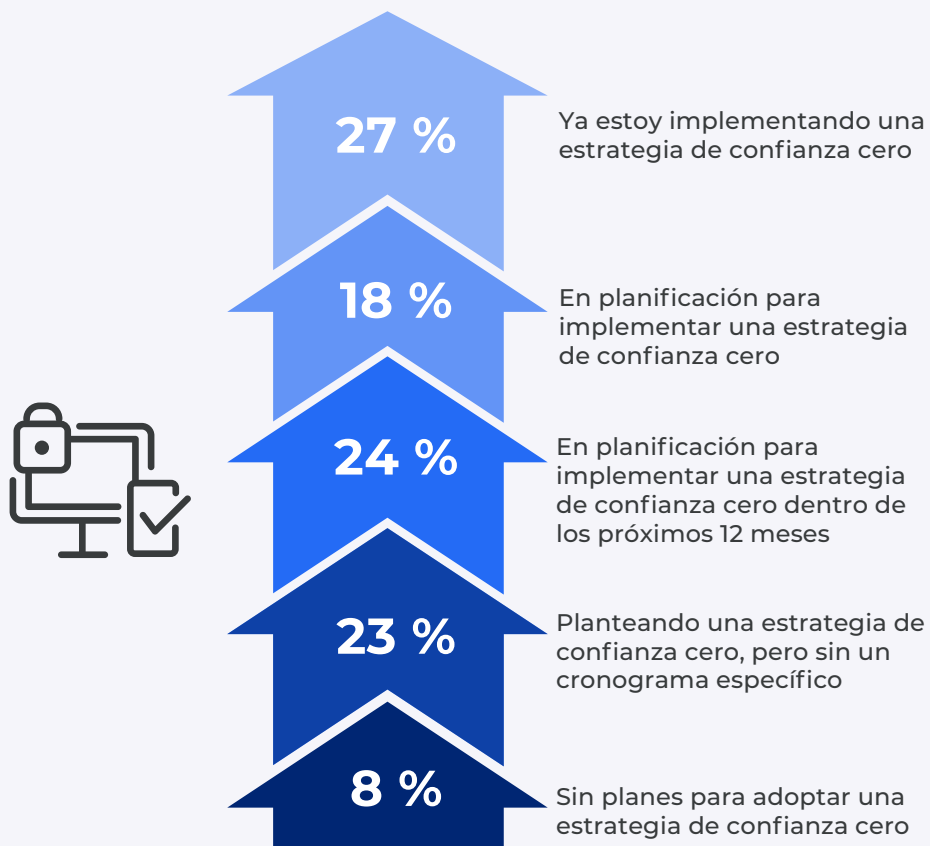 27 %
Ya estoy implementando una
estrategia de confianza cero
18 %
En planificación para
implementar una estrategia
de confianza cero
24 %
En planificación para
implementar una estrategia
de confianza cero dentro de
los próximos 12 meses
23 %
Planteando una estrategia de
confianza cero, pero sin un
cronograma específico
8 %
Sin planes para adoptar una
estrategia de confianza cero